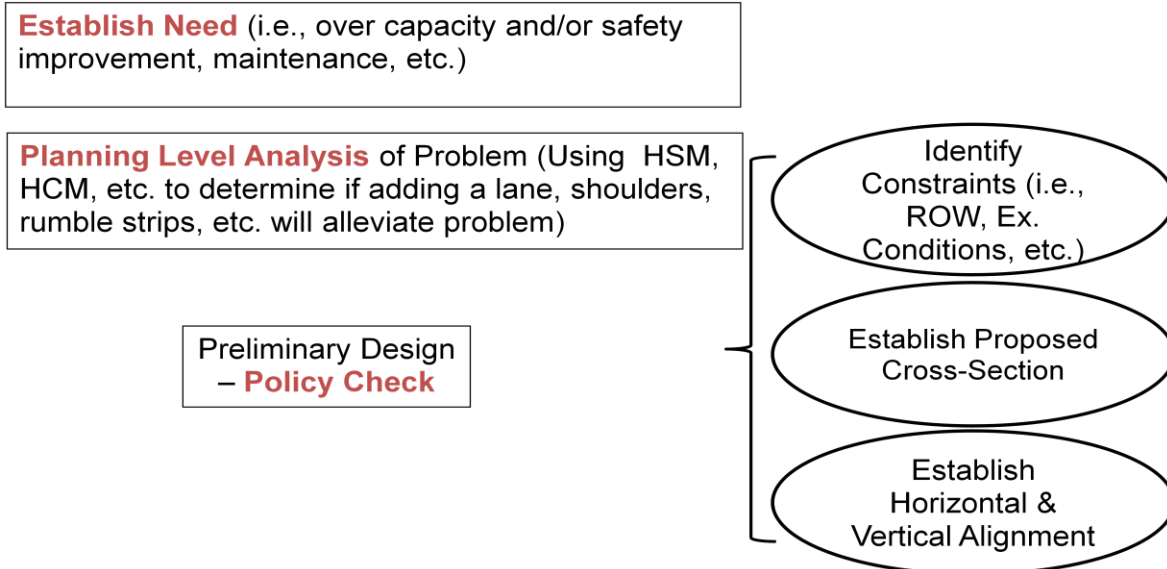 Establish Need (i.e., over capacity and/or safety
improvement, maintenance, etc.)
Planning Level Analysis of Problem (Using HSM,
HCM, etc. to determine if adding a lane, shoulders,
rumble strips, etc. will alleviate problem)
Preliminary Design
– Policy Check
Identify
Constraints (i.e.,
ROW, Ex.
Conditions, etc.)
Establish Proposed
Cross-Section
Establish
Horizontal &
Vertical Alignment